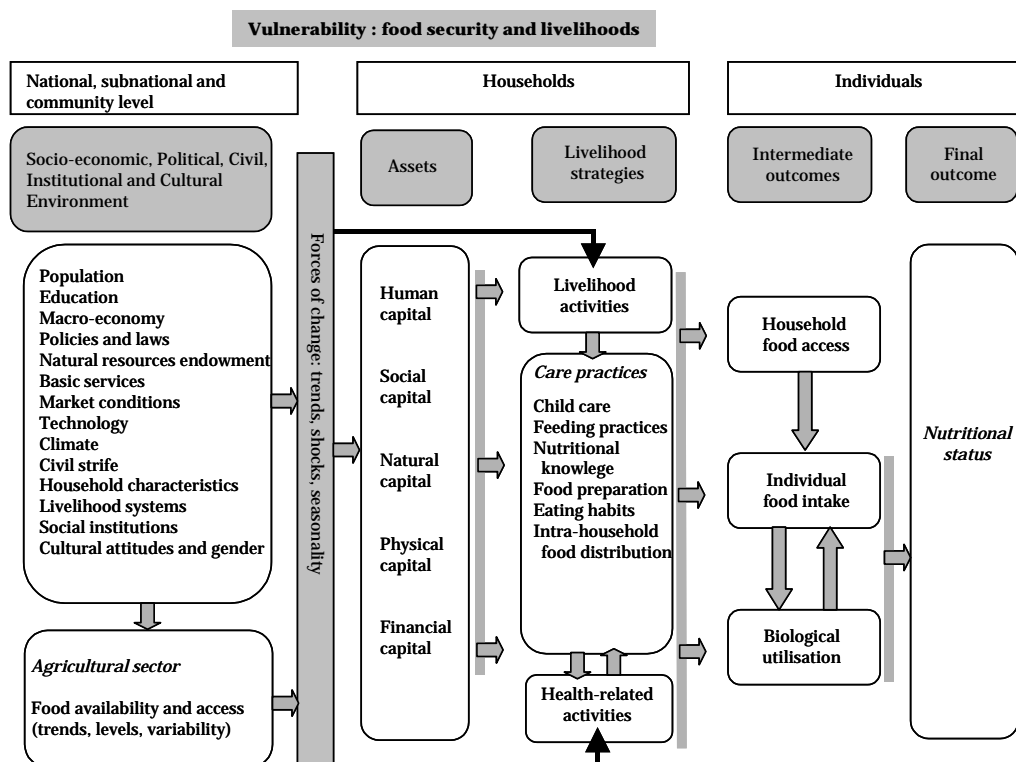 Vulnerability : food security and livelihoods
National, subnational and
community level
Households
Individuals
Socio-economic, Political, Civil,
Institutional and Cultural
Environment
Assets
Livelihood
strategies
Intermediate
outcomes
Final
outcome
Population
Education
Macro-economy
Policies and laws
Natural resources endowment
Basic services
Market conditions
Technology
Climate
Civil strife
Household characteristics
Livelihood systems
Social institutions
Cultural attitudes and gender
Agricultural sector
Food availability and access
(trends, levels, variability)
Forces of change: trends, shocks, seasonality
Human
capital
Social
capital
Natural
capital
Physical
capital
Financial
capital
Livelihood
activities
Care practices
Child care
Feeding practices
Nutritional
knowlege
Food preparation
Eating habits
Intra-household
food distribution
Health-related
activities
Household
food access
Individual
food intake
Biological
utilisation
Nutritional
status